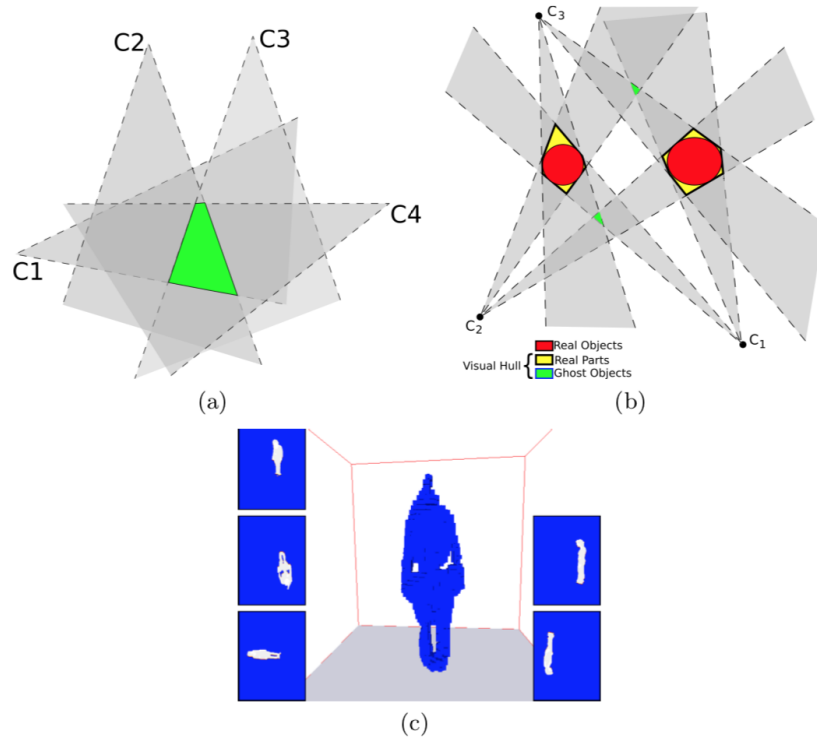 C2
C3
C1
C4
(a)
C3
C2
C1
Real Objects
Visual Hull { Real Parts
Ghost Objects
(b)
(c)